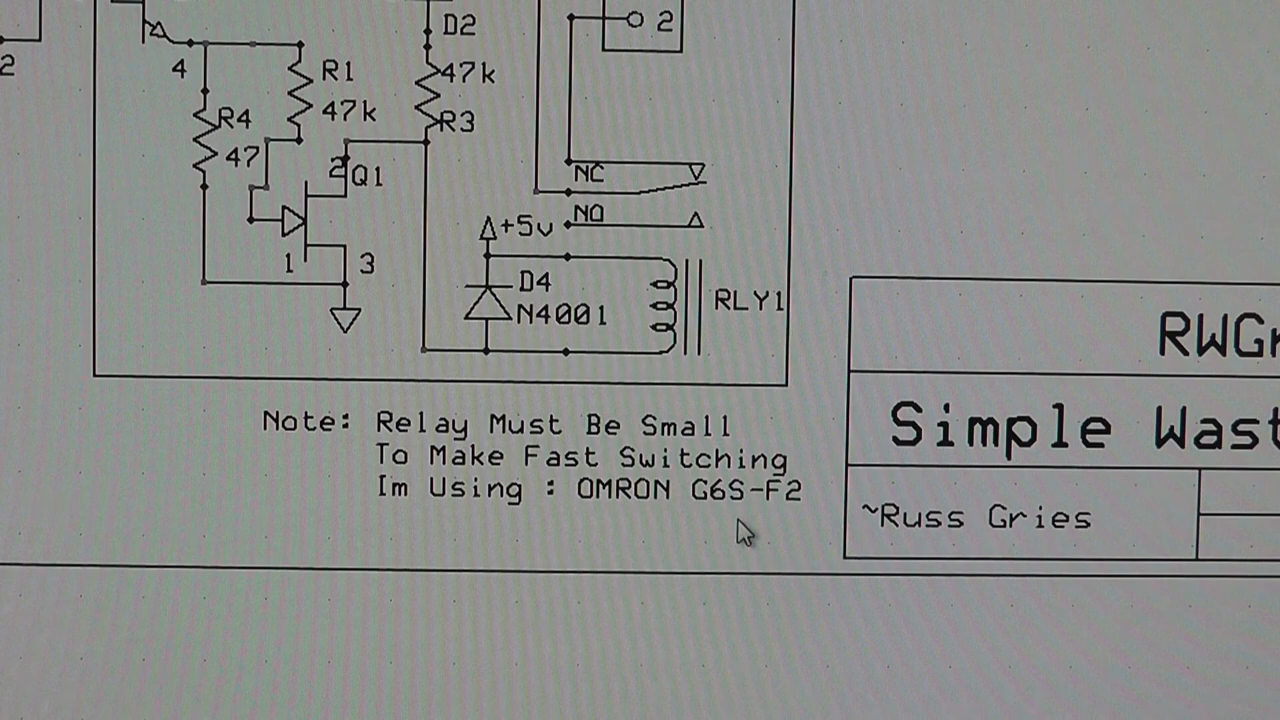 D2
2
2
4
R1
47k
47k
R4
R3
47
2
Q1
NC
NO
+5v
1
3
D4
N4001
RLY1
RWGr
Simple Wast
Note: Relay Must Be Small
To Make Fast Switching
Im Using : OMRON G6S-F2
~Russ Gries